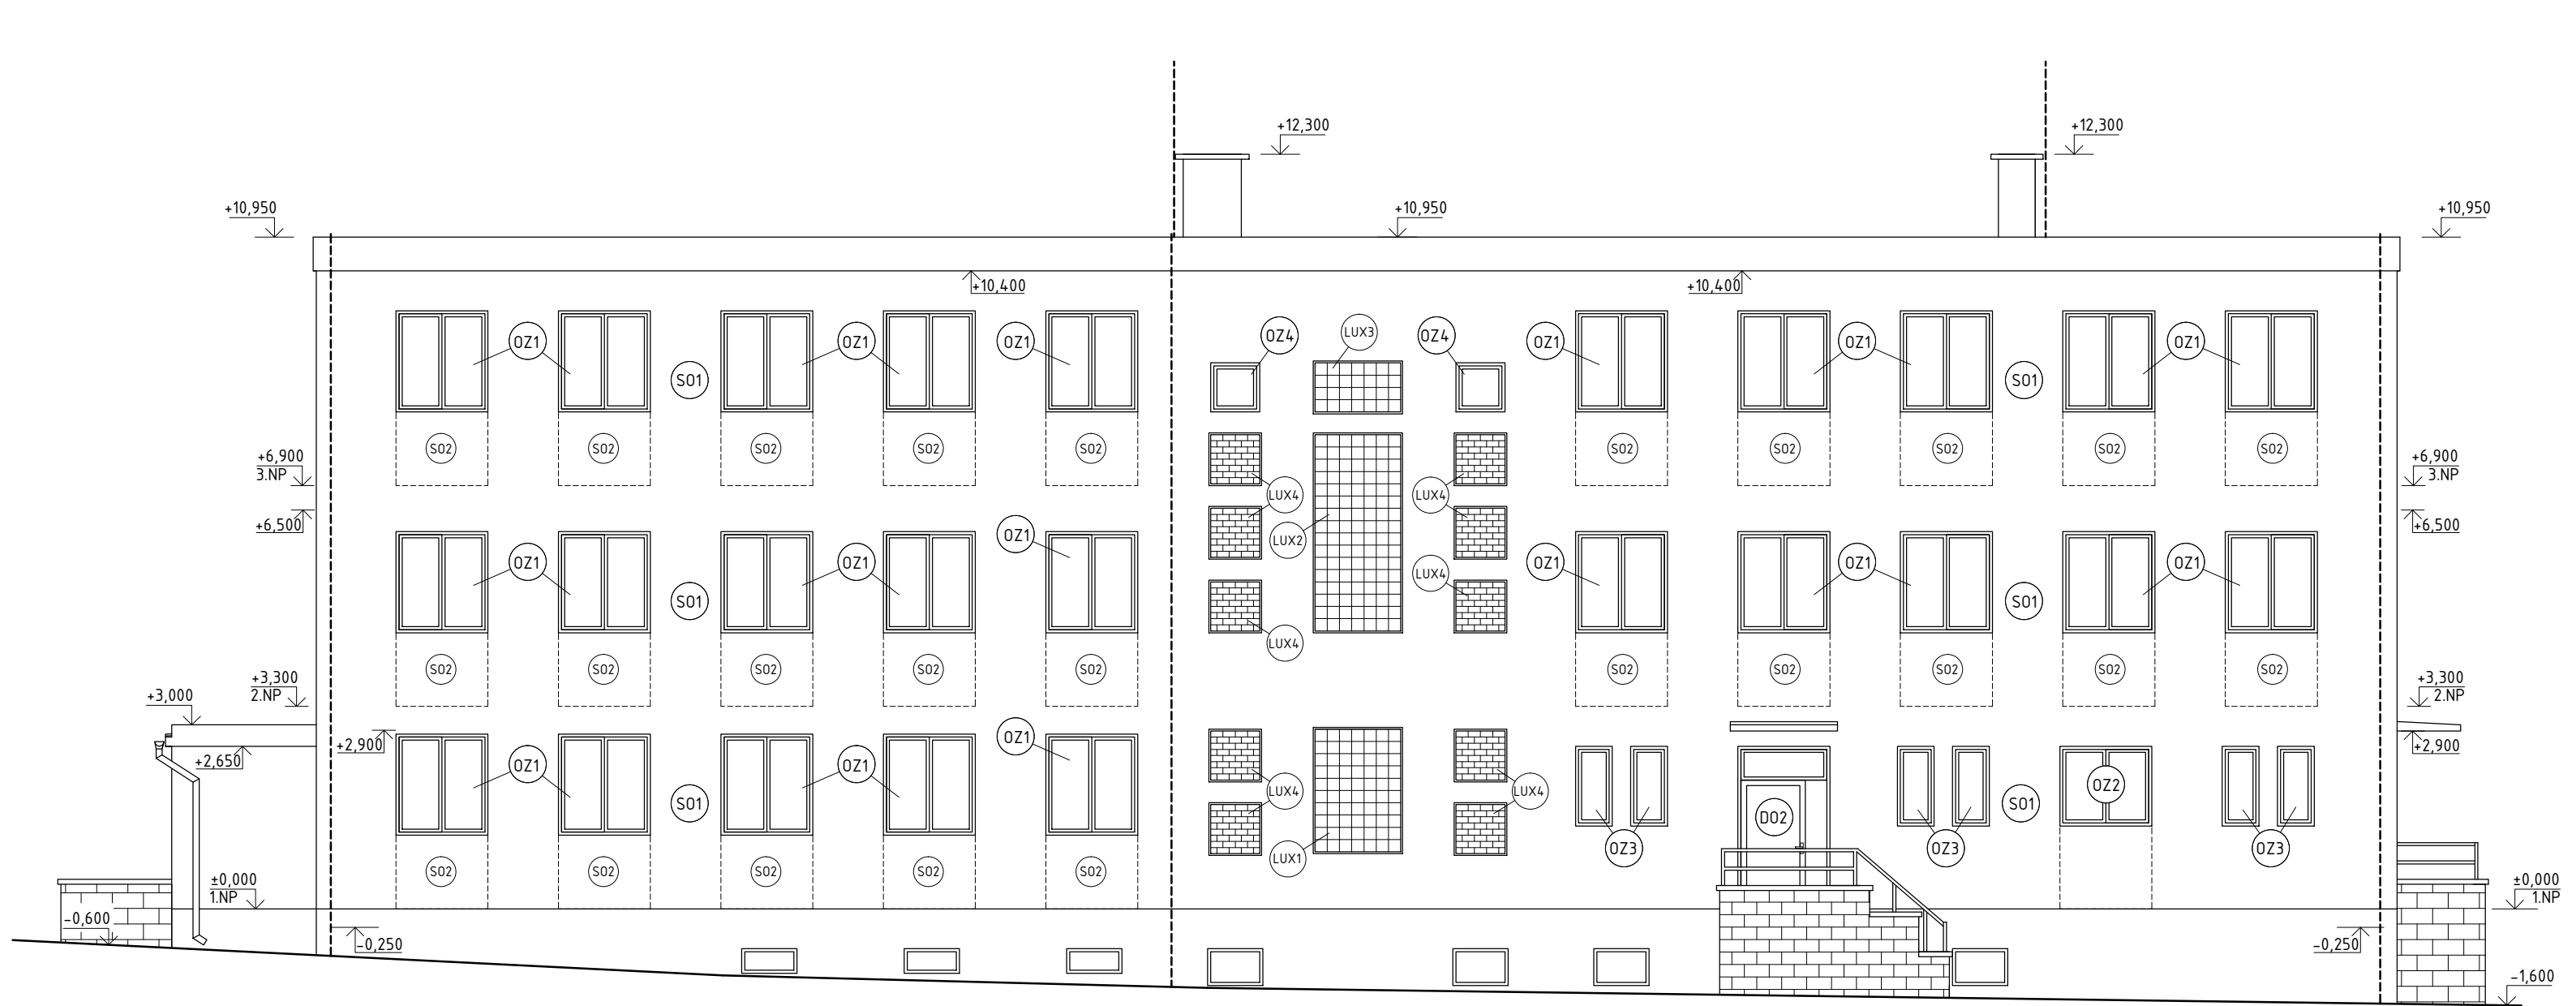 +12,300
+12,300
+10,950
+10,950
+10,950
+10,400
+10,400
OZ4
LUX3
OZ4
OZ1
OZ1
OZ1
OZ1
OZ1
OZ1
S01
S01
S02
S02
S02
S02
S02
S02
S02
S02
S02
S02
+6,900
3.NP
+6,900
3.NP
LUX4
LUX4
+6,500
+6,500
OZ1
LUX2
OZ1
OZ1
OZ1
OZ1
OZ1
LUX4
S01
S01
LUX4
S02
S02
S02
S02
S02
S02
S02
S02
S02
S02
+3,300
2.NP
+3,300
2.NP
+3,000
OZ1
+2,900
+2,900
+2,650
OZ1
OZ1
OZ2
LUX4
LUX4
S01
S01
D02
OZ3
OZ3
OZ3
LUX1
S02
S02
S02
S02
S02
±0,000
1.NP
±0,000
1.NP
-0,600
-0,250
-0,250
-1,600